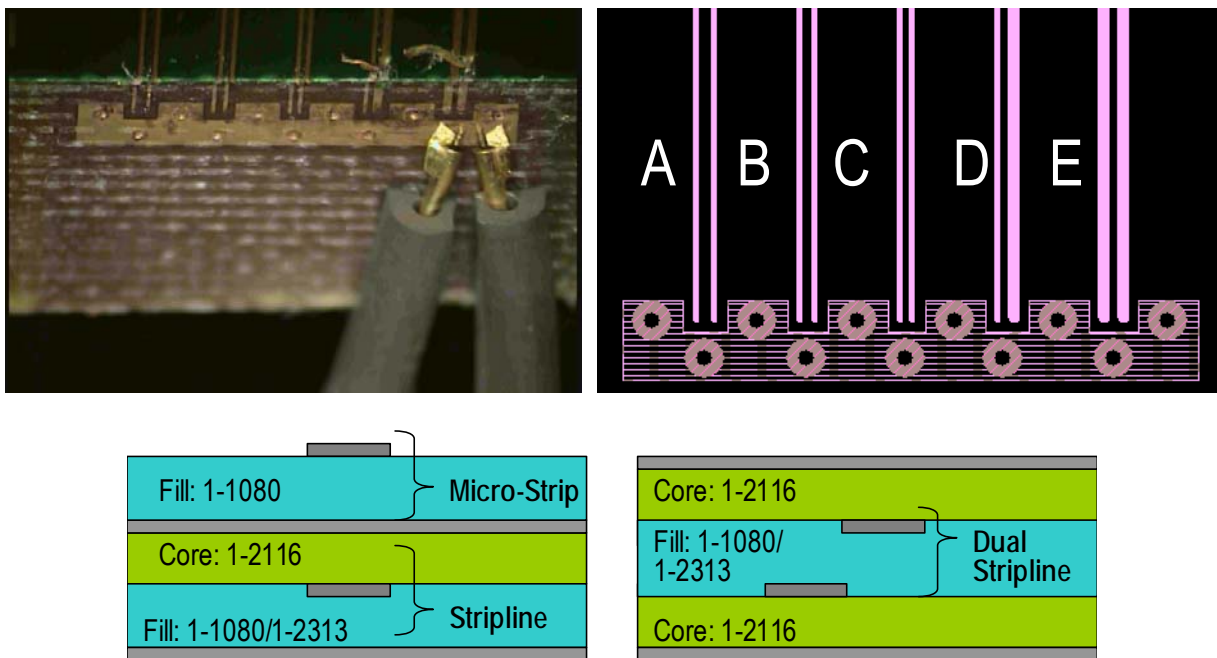 A
B
C
D
E
Fill: 1-1080
Micro-Strip
Core: 1-2116
Stripline
Fill: 1-1080/1-2313
Core: 1-2116
Fill: 1-1080/
1-2313
Dual
Stripline
Core: 1-2116